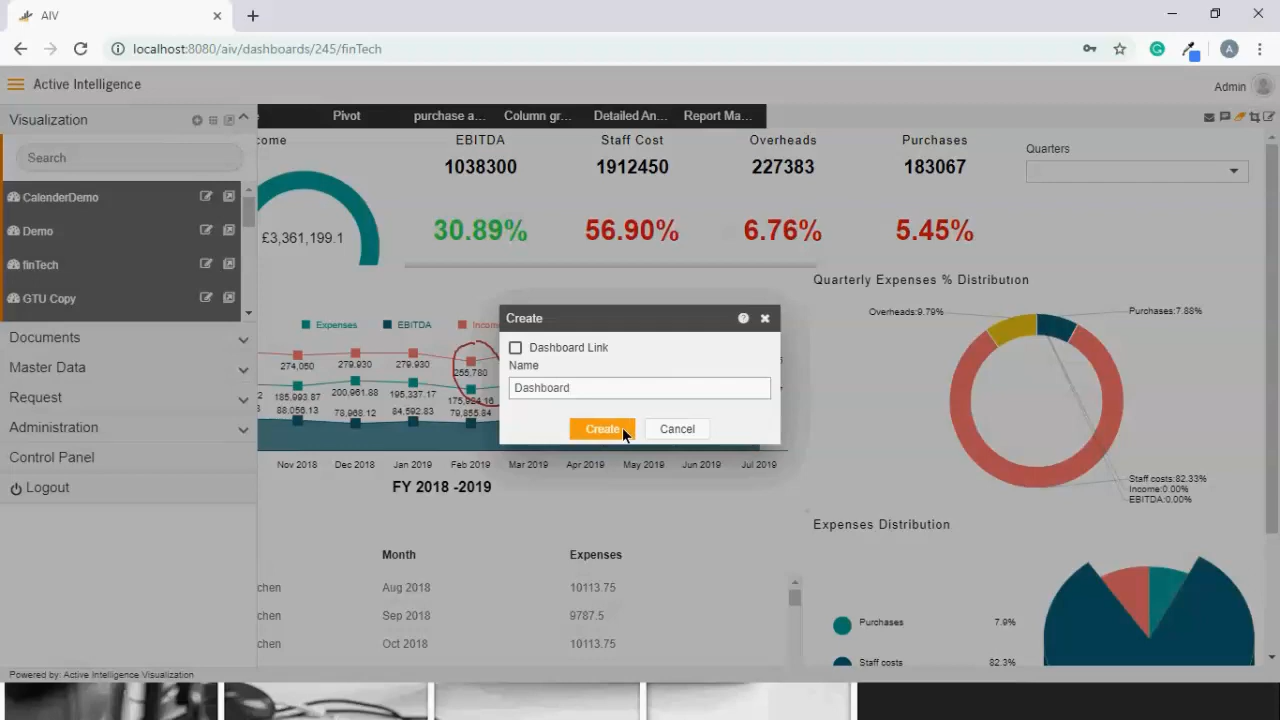 AIV
localhost:8080/aiv/dashboards/245/finTech
A
Active Intelligence
Admin
Visualization
Search
CalenderDemo
Demo
finTech
GTU Copy
Documents
Master Data
Request
Administration
Control Panel
Logout
Pivot
purchase a...
Column gr...
Detailed An...
Report Ma...
ome
EBITDA
Staff Cost
Overheads
Purchases
1038300
1912450
227383
183067
£3,361,199.1
30.89%
56.90%
6.76%
5.45%
Quarters
Quarterly Expenses % Distribution
Overheads:9.79%
Purchases:7.88%
Staff costs:82.33%
Income:0.00%
EBITDA:0.00%
Expenses
EBITDA
Incom
274,060
279,930
279,930
255,780
185,993.87
200,961.88
195,337.17
88,056.13
78,968.12
84,592.83
79,855.84
Nov 2018
Dec 2018
Jan 2019
Feb 2019
Mar 2019
Apr 2019
May 2019
Jun 2019
Jul 2019
FY 2018 -2019
Create
Dashboard Link
Name
Dashboard
Create
Cancel
Month
Expenses
chen
Aug 2018
10113.75
chen
Sep 2018
9787.5
chen
Oct 2018
10113.75
Expenses Distribution
Purchases
7.9%
Staff costs
82.3%
Powered by: Active Intelligence Visualization